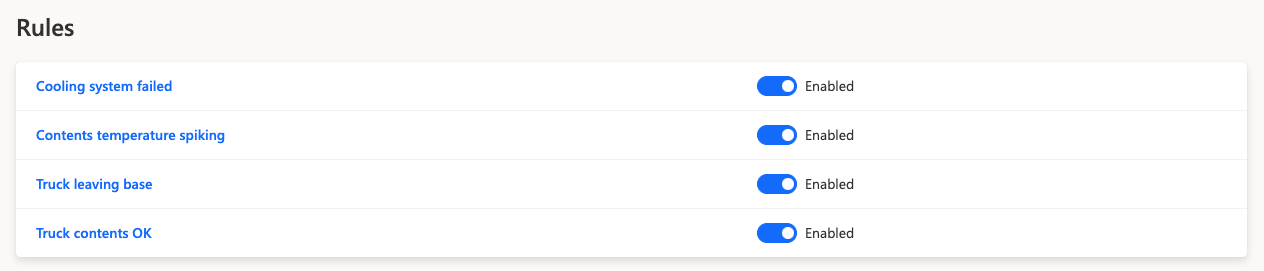 Rules
Cooling system failed Enabled
Contents temperature spiking Enabled
Truck leaving base Enabled
Truck contents OK Enabled